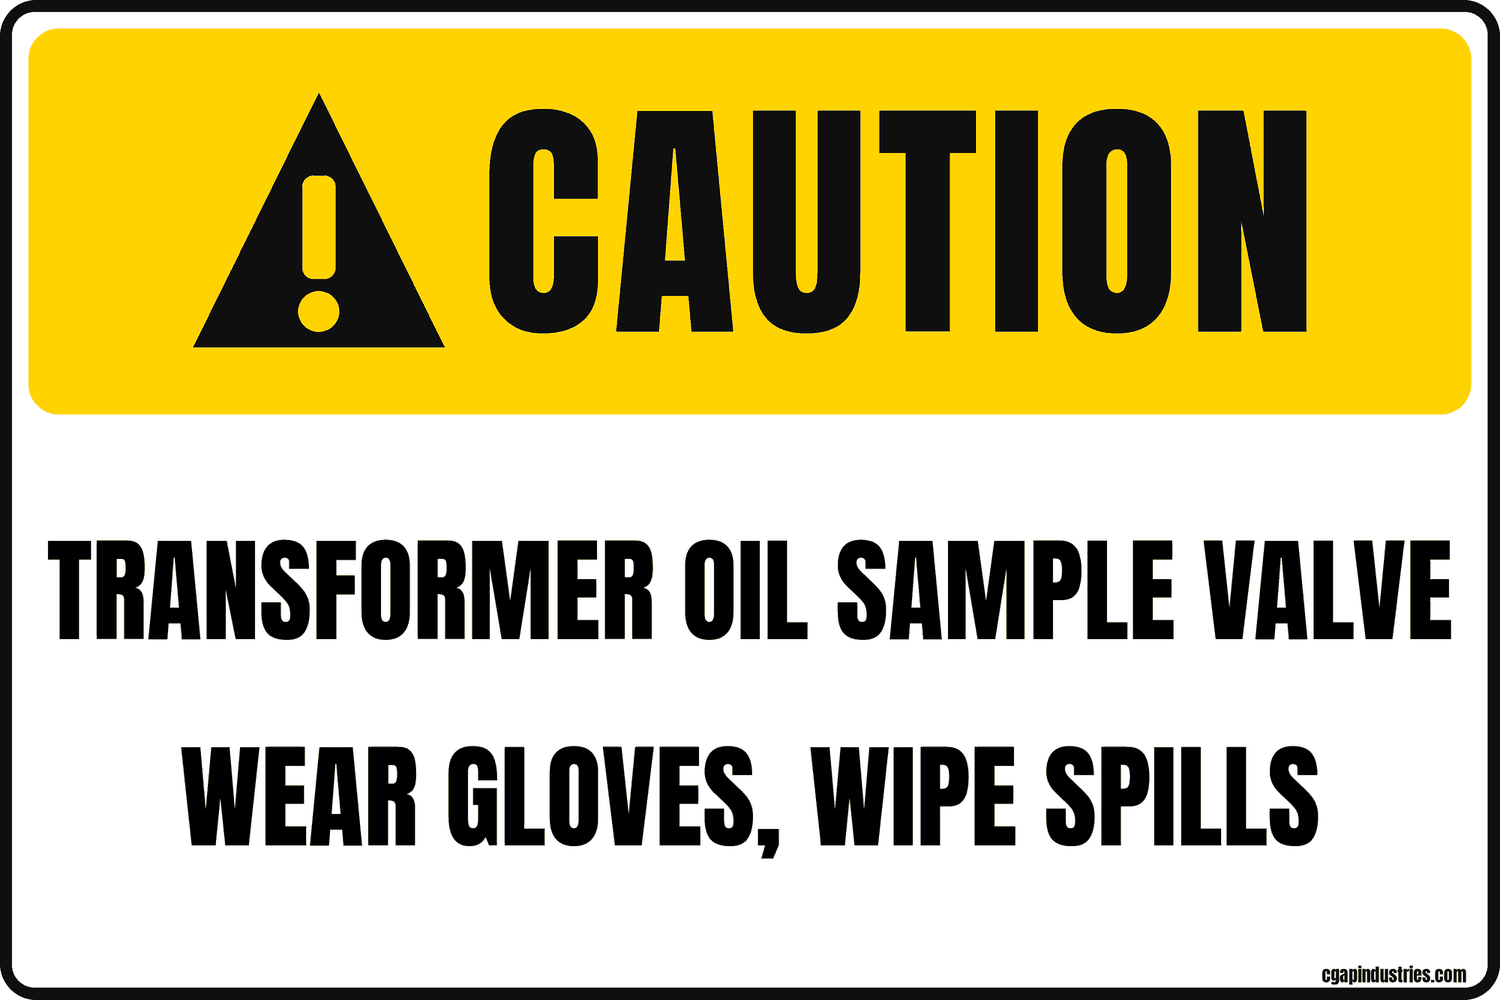 CAUTION
TRANSFORMER OIL SAMPLE VALVE
WEAR GLOVES, WIPE SPILLS
cgapindustries.com